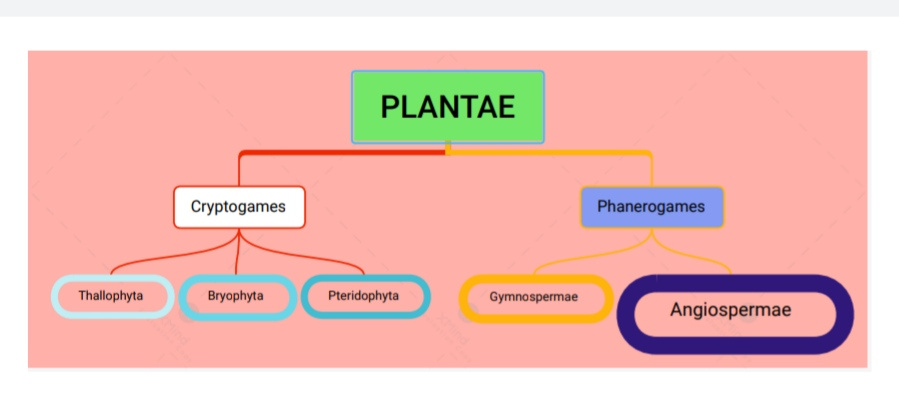 PLANTAE
Cryptogames
Phanerogames
Thallophyta
Bryophyta
Pteridophyta
Gymnospermae
Angiospermae